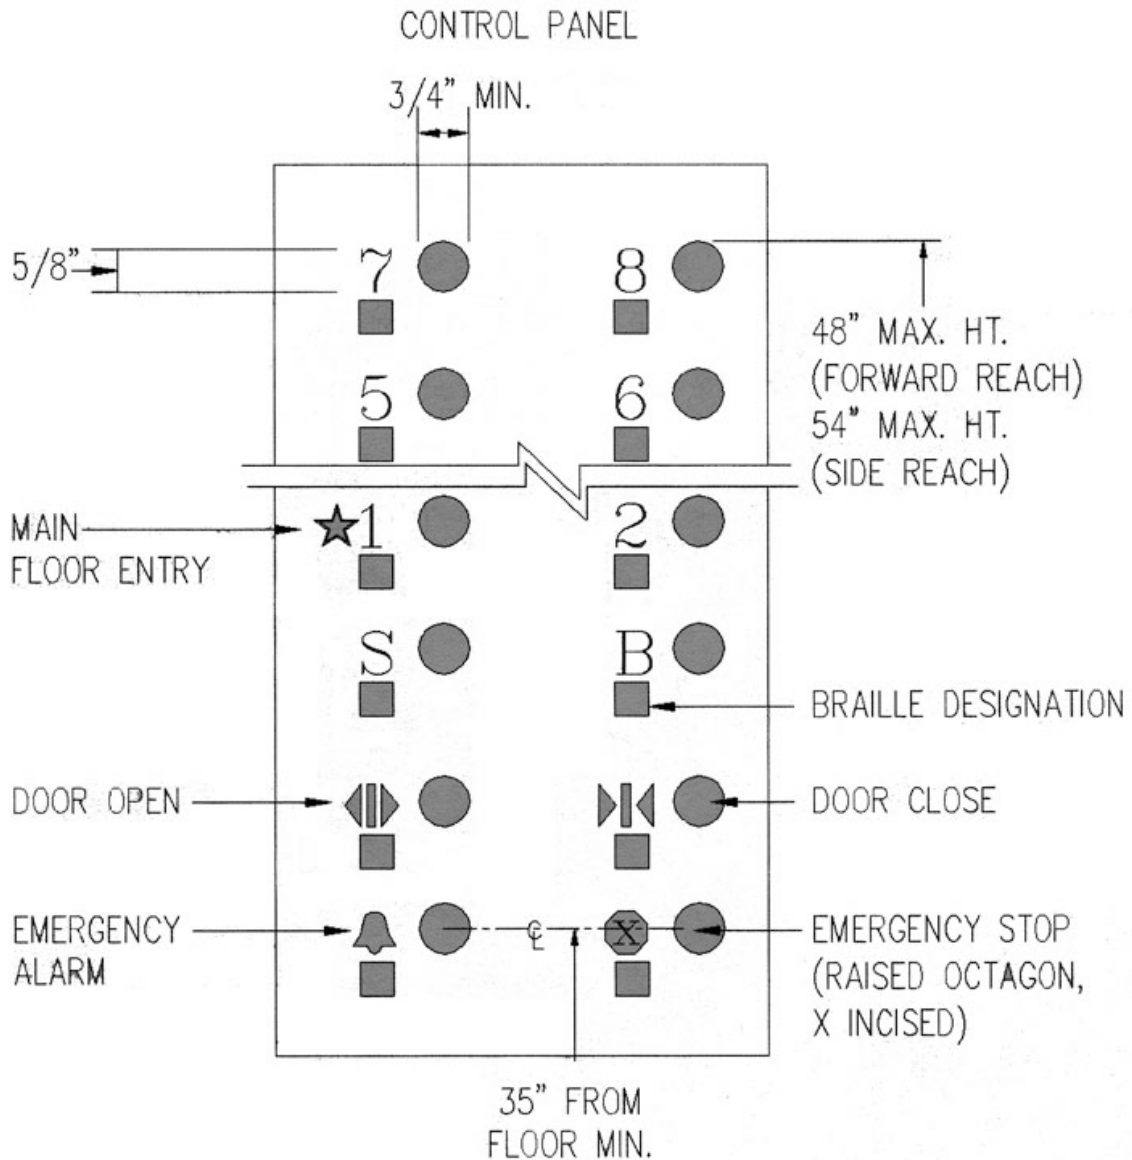 CONTROL PANEL
3/4" MIN.
5/8"
7 8
48" MAX. HT.
(FORWARD REACH)
54" MAX. HT.
(SIDE REACH)
5 6
MAIN
FLOOR ENTRY
1 2
S B
BRAILLE DESIGNATION
DOOR OPEN
DOOR CLOSE
EMERGENCY
ALARM
℄
X
EMERGENCY STOP
(RAISED OCTAGON,
X INCISED)
35" FROM
FLOOR MIN.